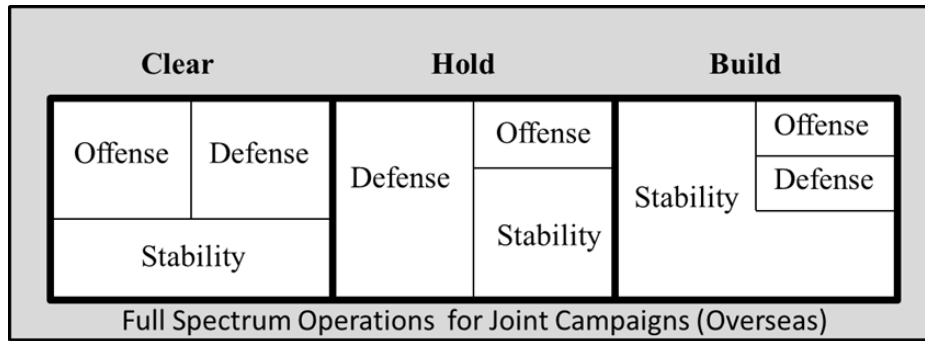 Clear Hold Build
Offense Defense Defense Offense Stability Offense
Defense
Stability Stability
Full Spectrum Operations for Joint Campaigns (Overseas)